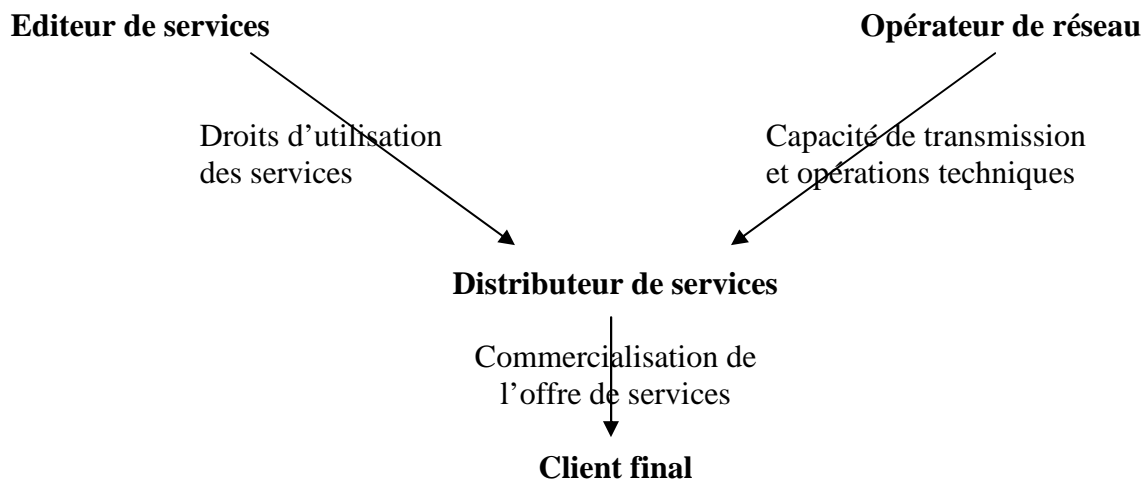 Editeur de services
Opérateur de réseau
Droits d’utilisation
des services
Capacité de transmission
et opérations techniques
Distributeur de services
Commercialisation de
l’offre de services
Client final